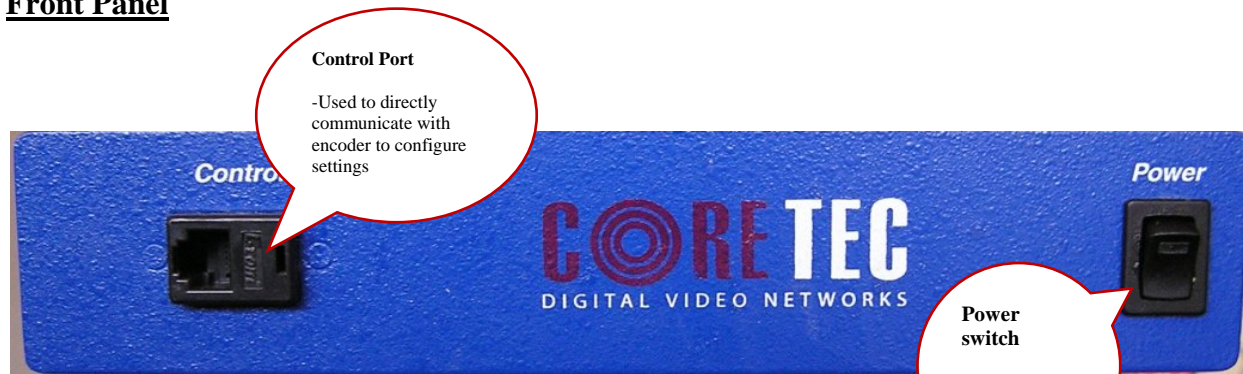 Front Panel
Control Port
-Used to directly
communicate with
encoder to configure
settings
Power
CORETEC
DIGITAL VIDEO NETWORKS
Power
switch